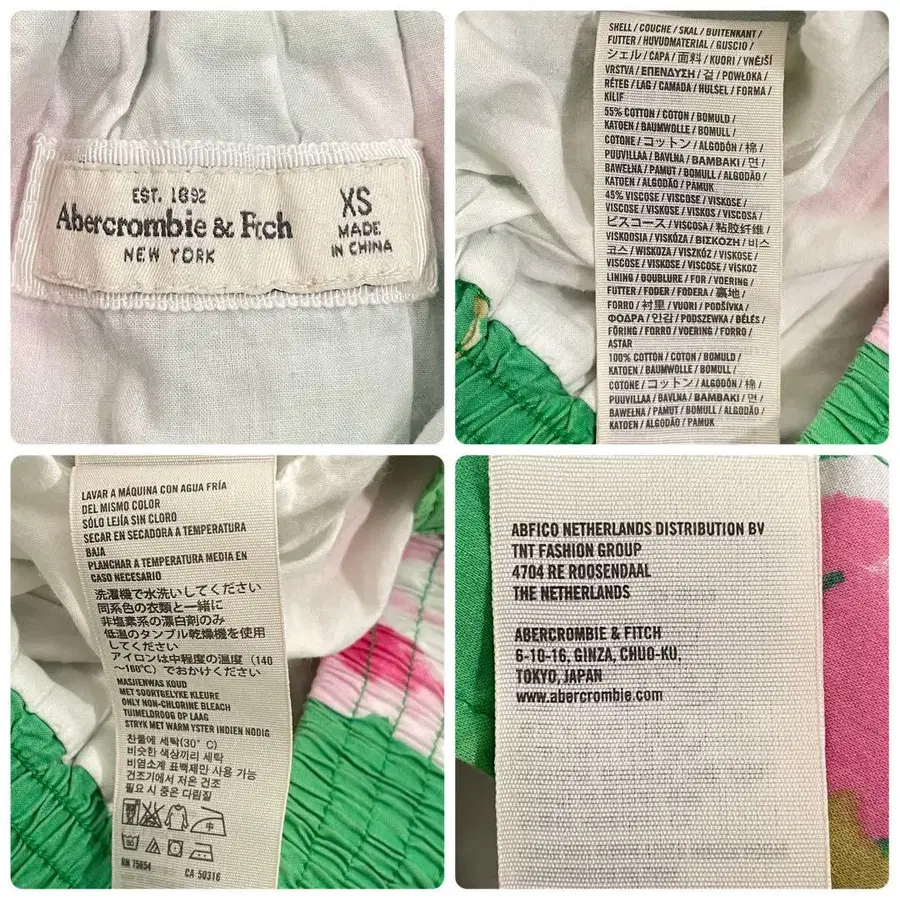 EST. 1892
Abercrombie & Fitch
NEW YORK
XS
MADE
IN CHINA
SHELL / COUCHE / SKAL / BUITENKANT /
FUTTER / HUVUDMATERIAL / GUSCIO /
シェル / CAPA / 面料 / KUORI / VNĚJŠÍ
VRSTVA / ΕΠΕΝΔΥΣΗ / 겉 / POWŁOKA /
RÉTEG / LAG / CAMADA / HÜLSEL / FORMA /
KILIF
55% COTTON / COTON / BOMULD /
KATOEN / BAUMWOLLE / BOMULL /
COTONE / コットン / ALGODÓN / 棉 /
PUUVILLAA / BAVLNA / ΒΑΜΒΑΚΙ / 면 /
BAWEŁNA / PAMUT / BOMULL / ALGODÃO /
KATOEN / ALGODÃO / PAMUK
45% VISCOSE / VISCOSE / VISKOSE /
VISCOSE / VISKOSE / VISKOS / VISCOSA /
ビスコース / VISCOSA / 粘胶纤维 /
VISKOOSIA / VISKÓZA / ΒΙΣΚΟΖΗ / 비스
코스 / WISKOZA / VISZKÓZ / VISKOSE /
VISCOSE / VISKOSE / VISCOSE / VISKOZ
LINING / DOUBLURE / FOR / VOERING /
FUTTER / FODER / FODERA / 裏地 /
FORRO / 衬里 / VUORI / PODŠÍVKA /
ΦΟΔΡΑ / 안감 / PODSZEWKA / BÉLÉS /
FÔRING / FORRO / VOERING / FORRO /
ASTAR
100% COTTON / COTON / BOMULD /
KATOEN / BAUMWOLLE / BOMULL /
COTONE / コットン / ALGODÓN / 棉 /
PUUVILLAA / BAVLNA / ΒΑΜΒΑΚΙ / 면 /
BAWEŁNA / PAMUT / BOMULL / ALGODÃO /
KATOEN / ALGODÃO / PAMUK
LAVAR A MÁQUINA CON AGUA FRÍA
DEL MISMO COLOR
SÓLO LEJÍA SIN CLORO
SECAR EN SECADORA A TEMPERATURA
BAJA
PLANCHAR A TEMPERATURA MEDIA EN
CASO NECESARIO
洗濯機で水洗いしてください
同系色の衣類と一緒に
非塩素系の漂白剤のみ
低温のタンブル乾燥機を使用
してください
アイロンは中程度の温度（140
～160℃）でおかけください
MASJIENWAS KOUD
MET SOORTGELYKE KLEURE
ONLY NON-CHLORINE BLEACH
TUIMELDROOG OP LAAG
STRYK MET WARM YSTER INDIEN NODIG
찬물에 세탁(30° C)
비슷한 색상끼리 세탁
비염소계 표백제만 사용 가능
건조기에서 저온 건조
필요 시 중온 다림질
中
RN 75654
CA 50316
ABFICO NETHERLANDS DISTRIBUTION BV
TNT FASHION GROUP
4704 RE ROOSENDAAL
THE NETHERLANDS
ABERCROMBIE & FITCH
6-10-16, GINZA, CHUO-KU,
TOKYO, JAPAN
www.abercrombie.com